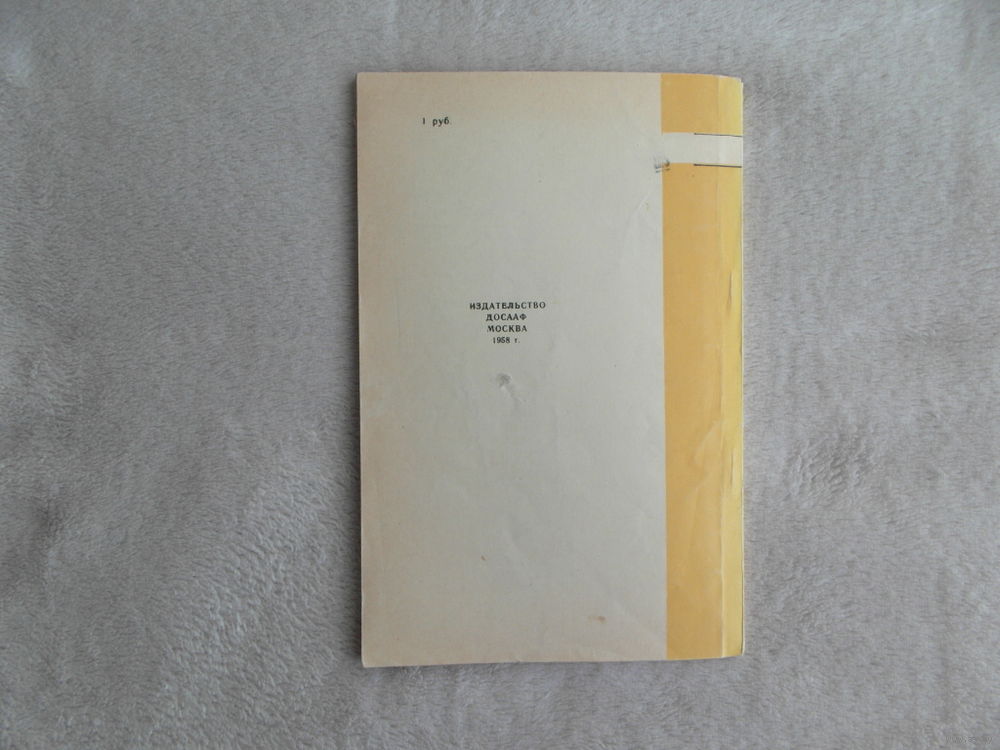 1 руб.
ИЗДАТЕЛЬСТВО
ДОСААФ
МОСКВА
1958 г.